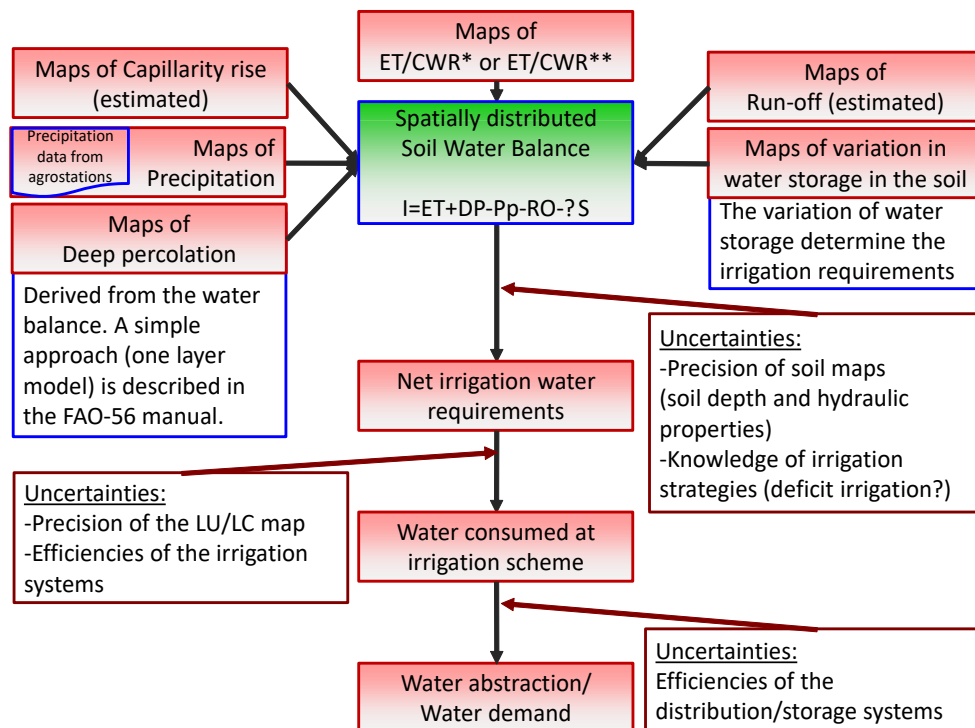 Maps of
ET/CWR* or ET/CWR**
Maps of Capillarity rise
(estimated)
Maps of
Run-off (estimated)
Precipitation
data from
agrostations
Maps of
Precipitation
Spatially distributed
Soil Water Balance
I=ET+DP-Pp-RO-?S
Maps of variation in
water storage in the soil
The variation of water
storage determine the
irrigation requirements
Maps of
Deep percolation
Derived from the water
balance. A simple
approach (one layer
model) is described in
the FAO-56 manual.
Uncertainties:
-Precision of soil maps
(soil depth and hydraulic
properties)
-Knowledge of irrigation
strategies (deficit irrigation?)
Net irrigation water
requirements
Uncertainties:
-Precision of the LU/LC map
-Efficiencies of the irrigation
systems
Water consumed at
irrigation scheme
Uncertainties:
Efficiencies of the
distribution/storage systems
Water abstraction/
Water demand